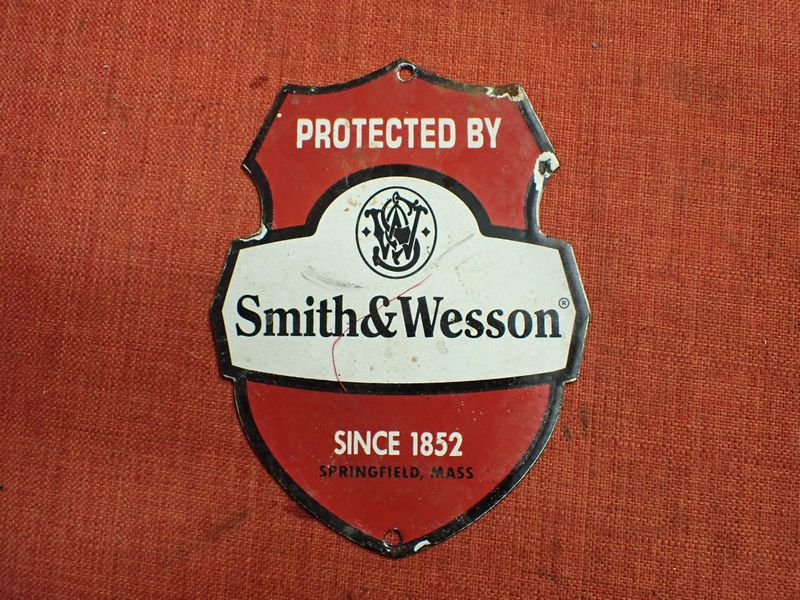 PROTECTED BY
S&W
Smith&Wesson®
SINCE 1852
SPRINGFIELD, MASS